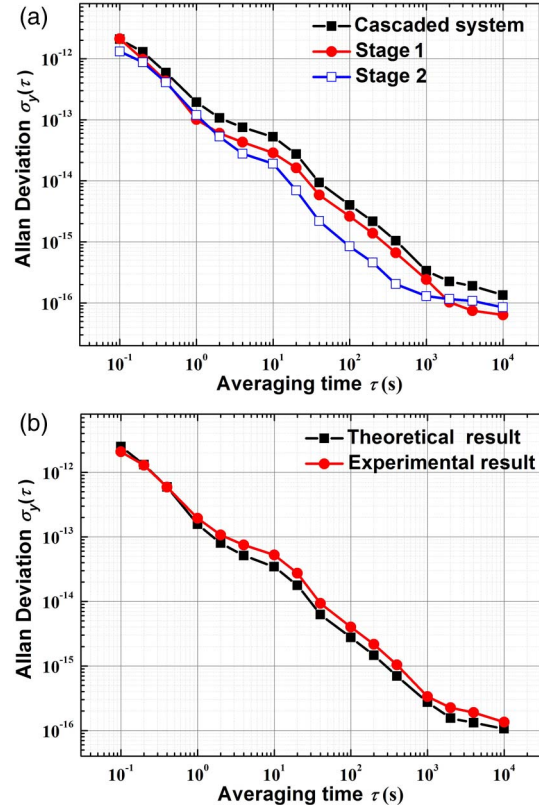 (a)
Cascaded system
Stage 1
Stage 2
Allan Deviation σy(τ)
10⁻¹²
10⁻¹³
10⁻¹⁴
10⁻¹⁵
10⁻¹⁶
10⁻¹ 10⁰ 10¹ 10² 10³ 10⁴
Averaging time τ(s)
(b)
Theoretical result
Experimental result
Allan Deviation σy(τ)
10⁻¹²
10⁻¹³
10⁻¹⁴
10⁻¹⁵
10⁻¹⁶
10⁻¹ 10⁰ 10¹ 10² 10³ 10⁴
Averaging time τ(s)